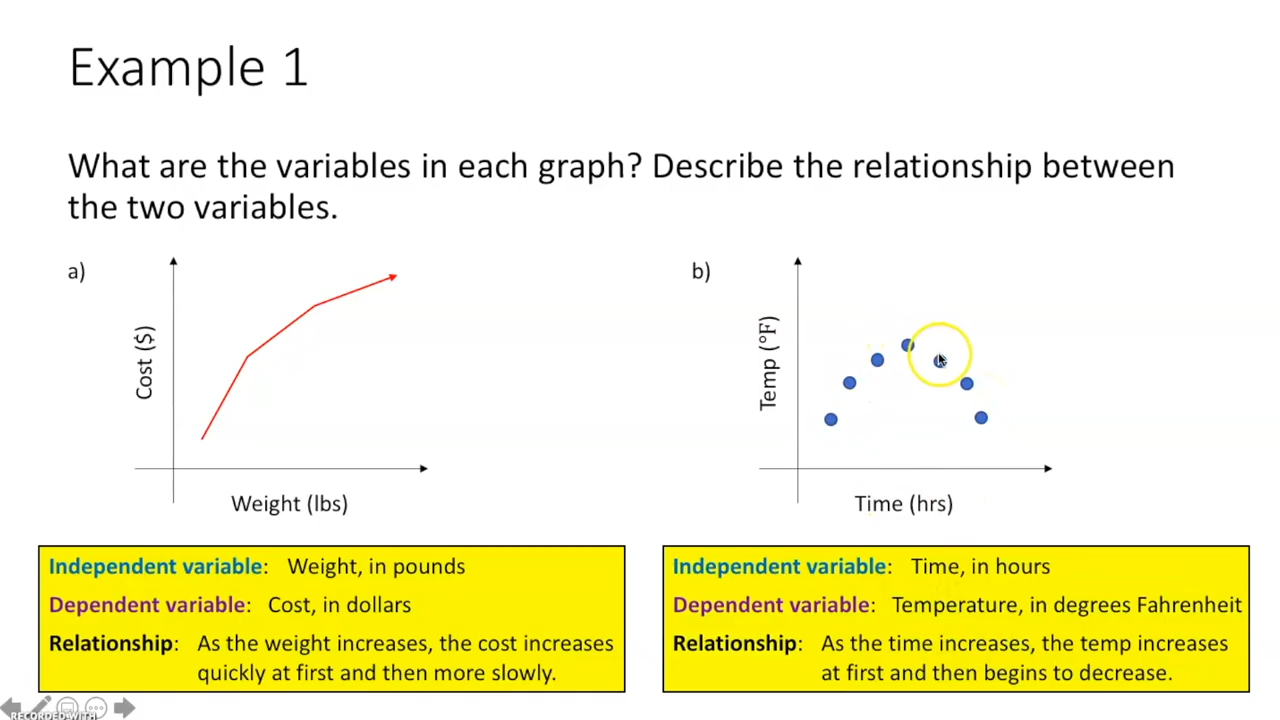 Example 1
What are the variables in each graph? Describe the relationship between
the two variables.
a)
Cost ($)
Weight (lbs)
b)
Temp (°F)
Time (hrs)
Independent variable: Weight, in pounds
Dependent variable: Cost, in dollars
Relationship: As the weight increases, the cost increases
quickly at first and then more slowly.
Independent variable: Time, in hours
Dependent variable: Temperature, in degrees Fahrenheit
Relationship: As the time increases, the temp increases
at first and then begins to decrease.
RECORDED WITH